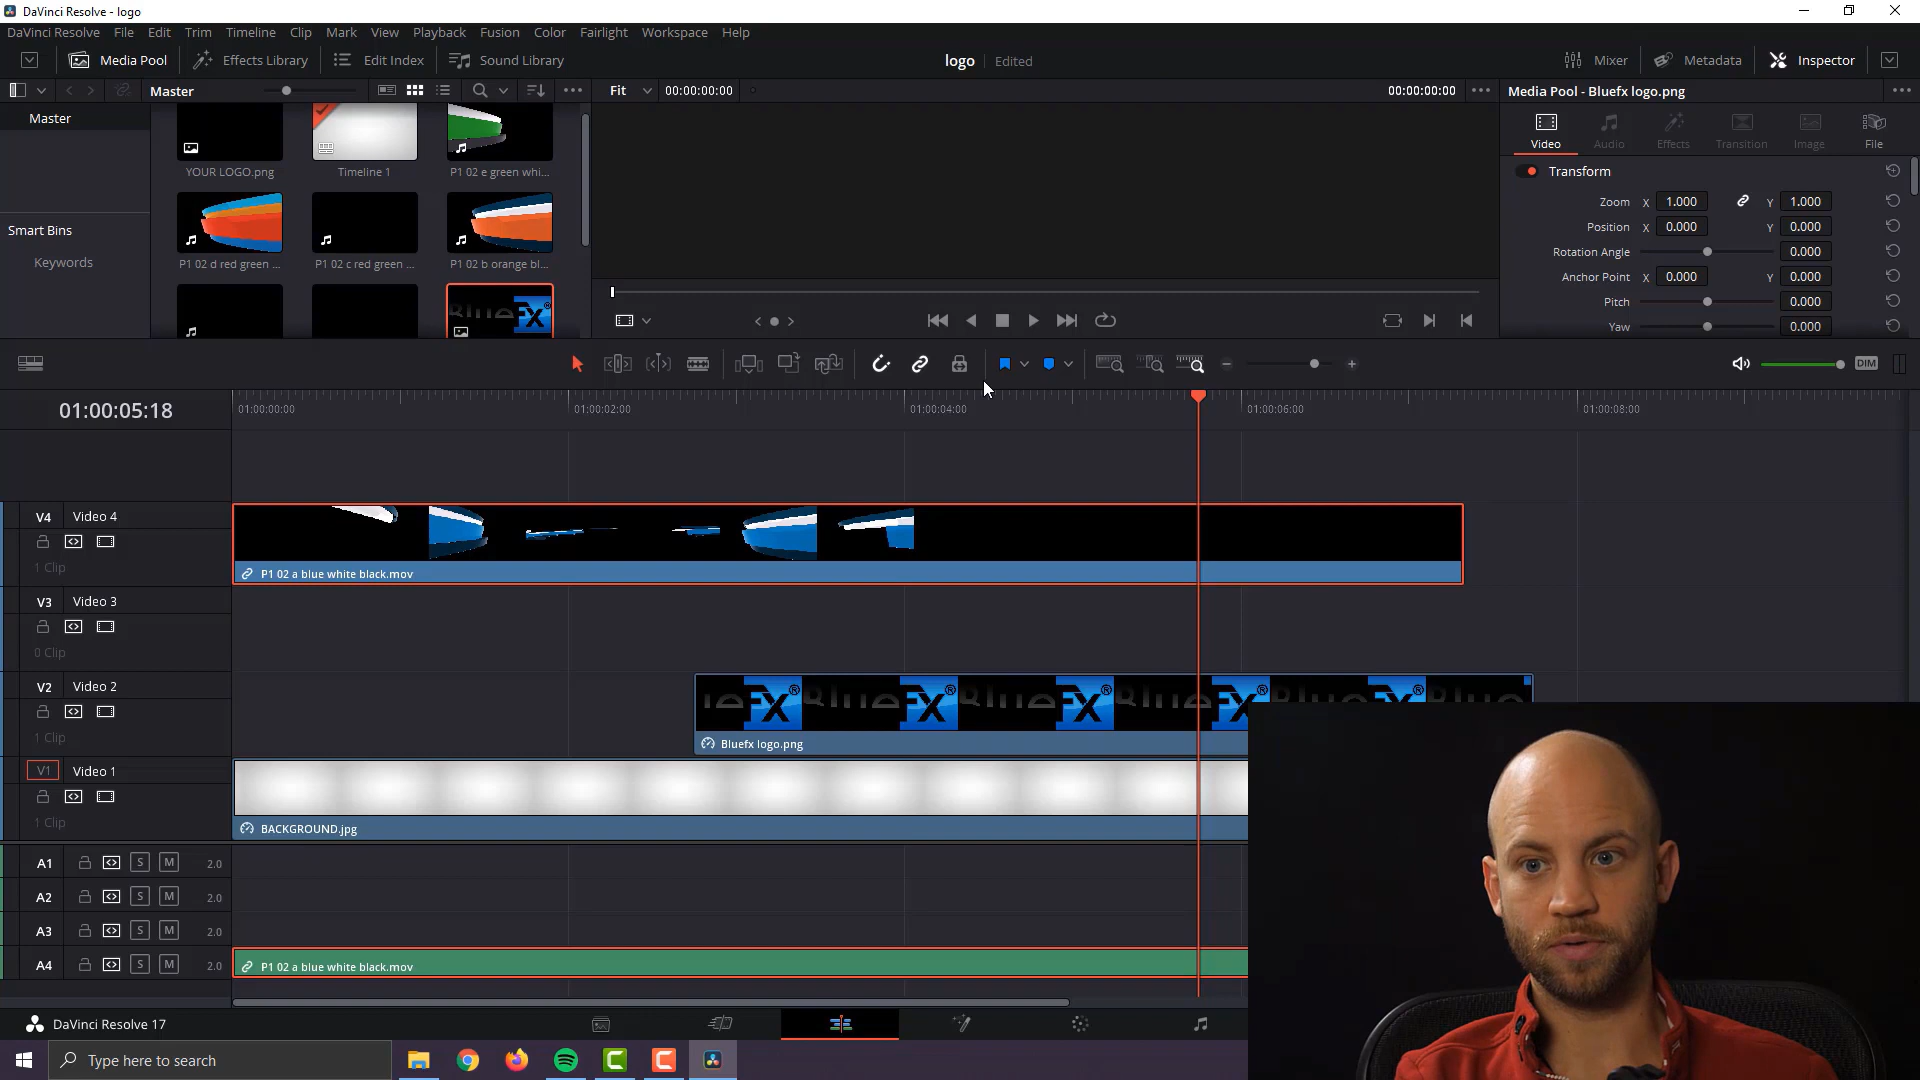 DaVinci Resolve - logo
DaVinci Resolve File Edit Trim Timeline Clip Mark View Playback Fusion Color Fairlight Workspace Help
Media Pool Effects Library Edit Index Sound Library logo Edited Mixer Metadata Inspector
Master Fit 00:00:00:00 00:00:00:00 Media Pool - Bluefx logo.png
Master
YOUR LOGO.png Timeline 1 P1 02 e green whi...
Video Audio Effects Transition Image File
Transform
Zoom X 1.000 Y 1.000
Position X 0.000 Y 0.000
Rotation Angle 0.000
Anchor Point X 0.000 Y 0.000
Pitch 0.000
Yaw 0.000
Smart Bins
Keywords
P1 02 d red green ... P1 02 c red green ... P1 02 b orange bl...
BlueFX®
DIM
01:00:05:18
01:00:00:00 01:00:02:00 01:00:04:00 01:00:06:00 01:00:08:00
V4 Video 4
1 Clip
P1 02 a blue white black.mov
V3 Video 3
0 Clip
V2 Video 2
1 Clip
ueFX® BlueFX® BlueFX® BlueFX® BlueFX® Blue
Bluefx logo.png
V1 Video 1
1 Clip
BACKGROUND.jpg
A1 S M 2.0
A2 S M 2.0
A3 S M 2.0
A4 S M 2.0
P1 02 a blue white black.mov
DaVinci Resolve 17
Type here to search